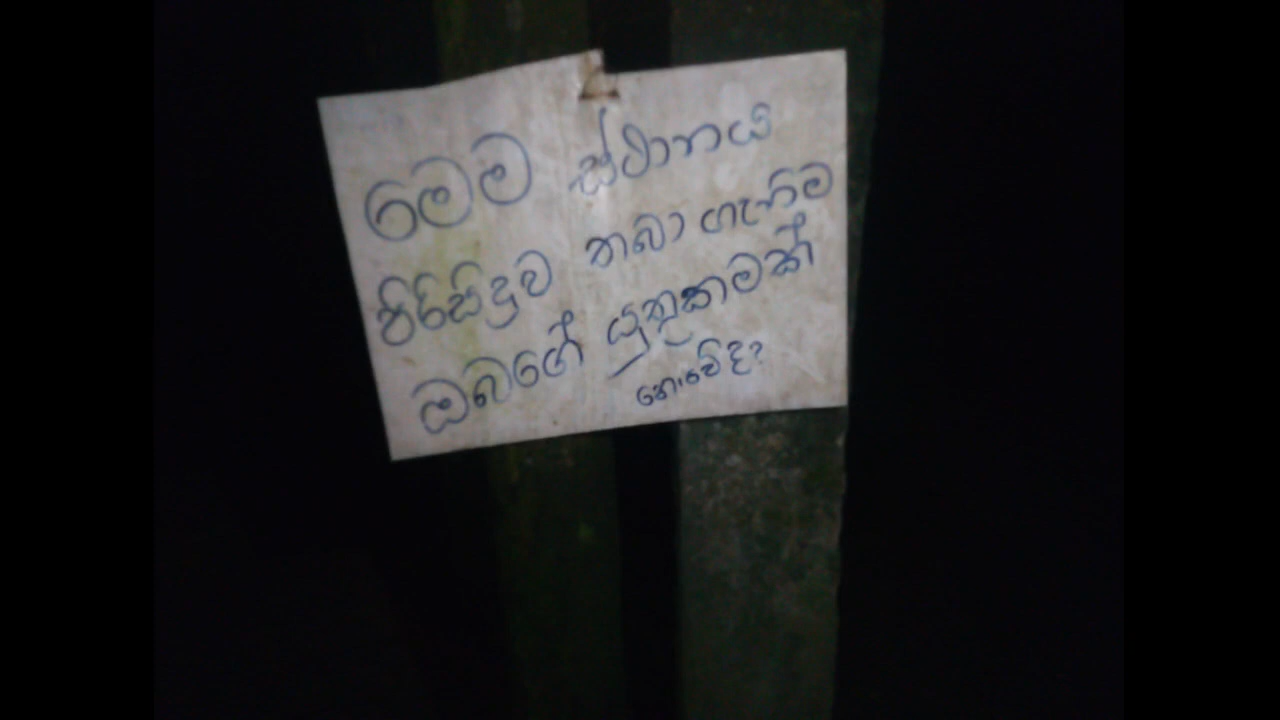 මෙම ස්ථානය
පිරිසිදුව තබා ගැනීම
ඔබගේ යුතුකමක්
නොවේද?